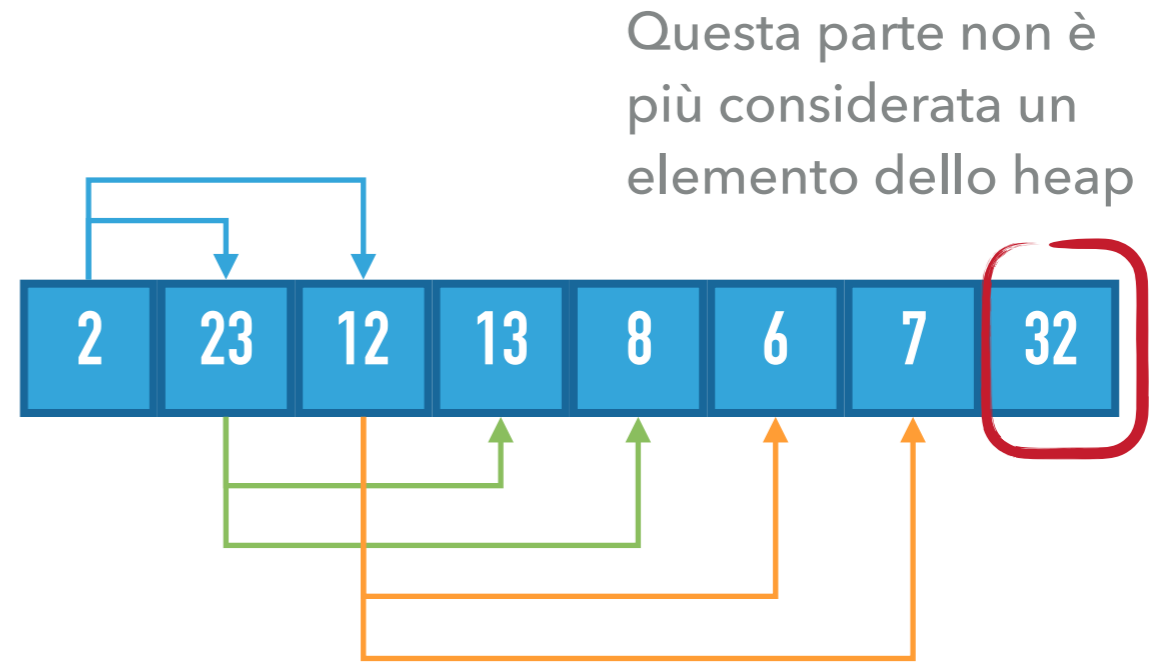 Questa parte non è
più considerata un
elemento dello heap
2 23 12 13 8 6 7 32